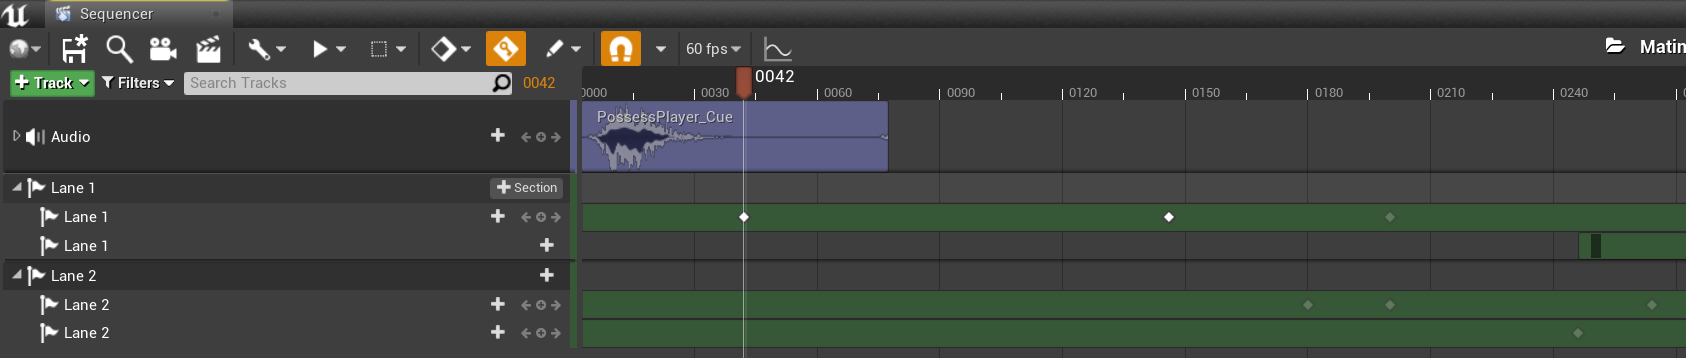 Sequencer
60 fps
Matin
Track Filters Search Tracks 0042
0042
0000 0030 0060 0090 0120 0150 0180 0210 0240
PossessPlayer_Cue
Audio
Lane 1
Section
Lane 1
Lane 1
Lane 2
Lane 2
Lane 2